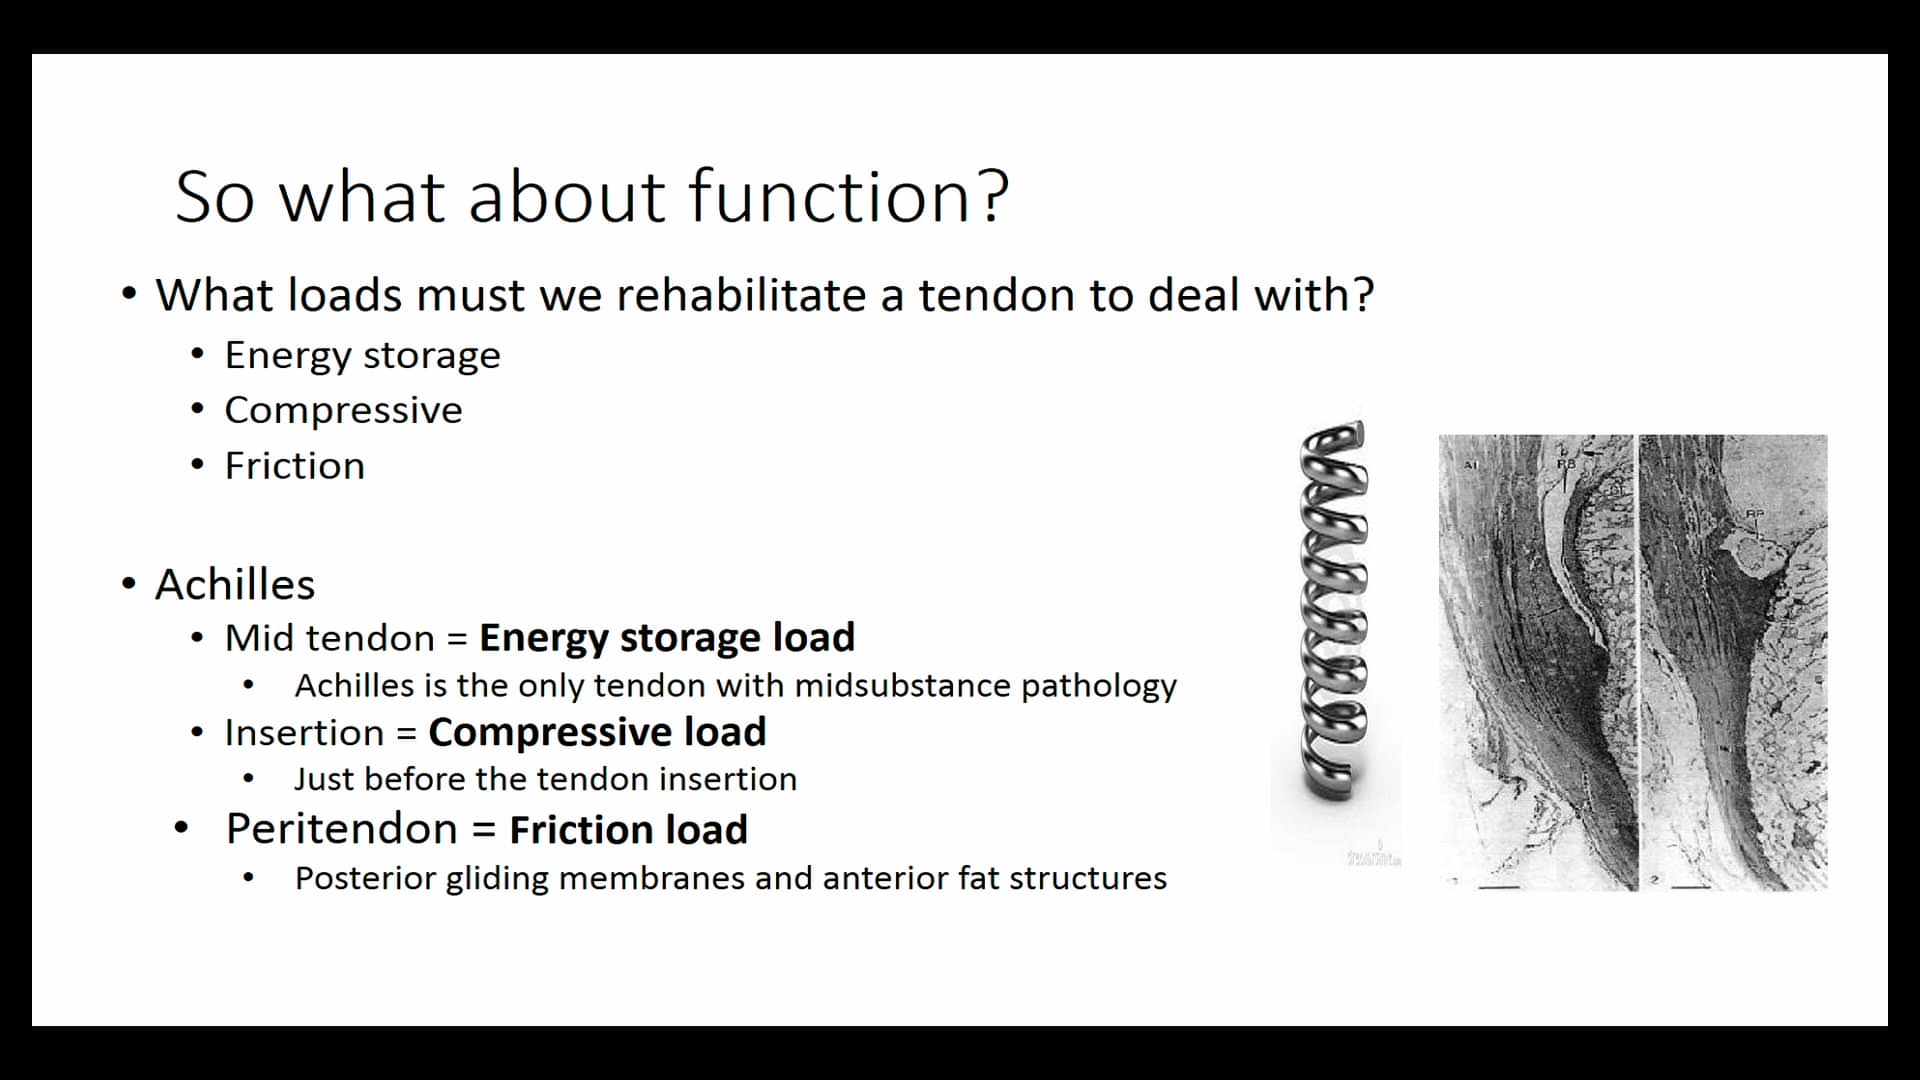 So what about function?
• What loads must we rehabilitate a tendon to deal with?
• Energy storage
• Compressive
• Friction
• Achilles
• Mid tendon = Energy storage load
• Achilles is the only tendon with midsubstance pathology
• Insertion = Compressive load
• Just before the tendon insertion
• Peritendon = Friction load
• Posterior gliding membranes and anterior fat structures
RB
2